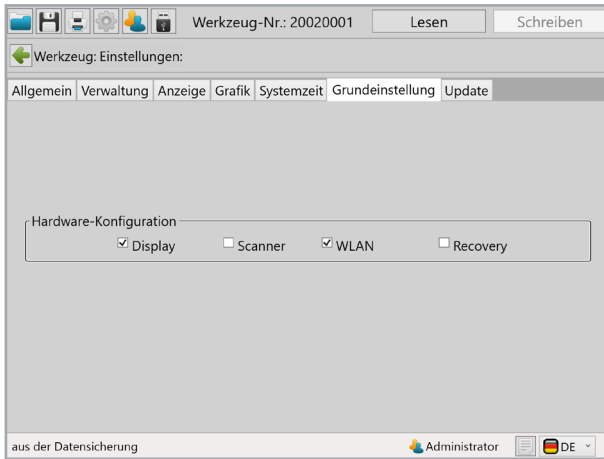 Werkzeug-Nr.: 20020001 Lesen Schreiben
Werkzeug: Einstellungen:
Allgemein Verwaltung Anzeige Grafik Systemzeit Grundeinstellung Update
Hardware-Konfiguration
Display Scanner WLAN Recovery
aus der Datensicherung Administrator DE